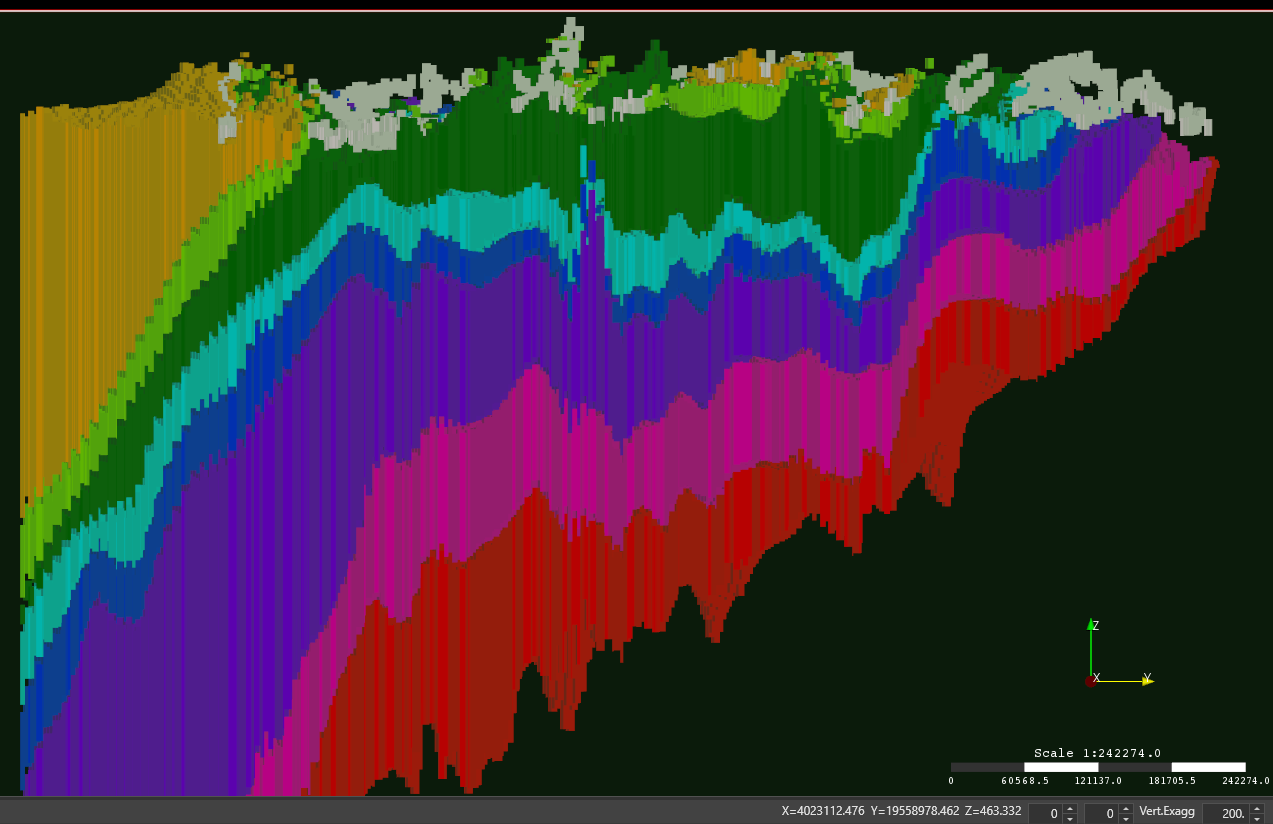 Z
X Y
Scale 1:242274.0
0 60568.5 121137.0 181705.5 242274.0
X=4023112.476 Y=19558978.462 Z=463.332 0 0 Vert.Exagg 200.